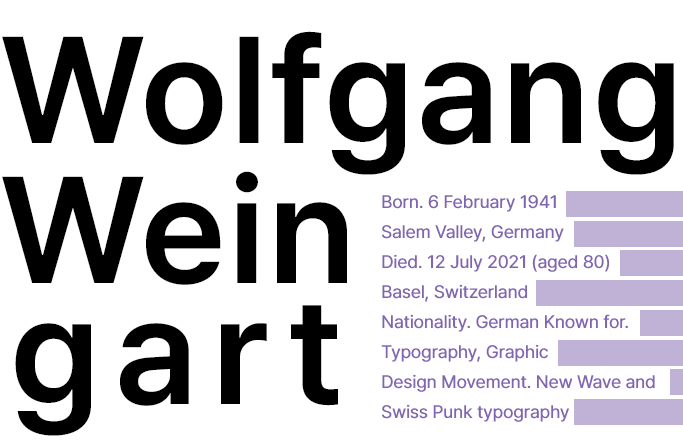 Wolfgang
Wein
gart
Born. 6 February 1941
Salem Valley, Germany
Died. 12 July 2021 (aged 80)
Basel, Switzerland
Nationality. German Known for.
Typography, Graphic
Design Movement. New Wave and
Swiss Punk typography